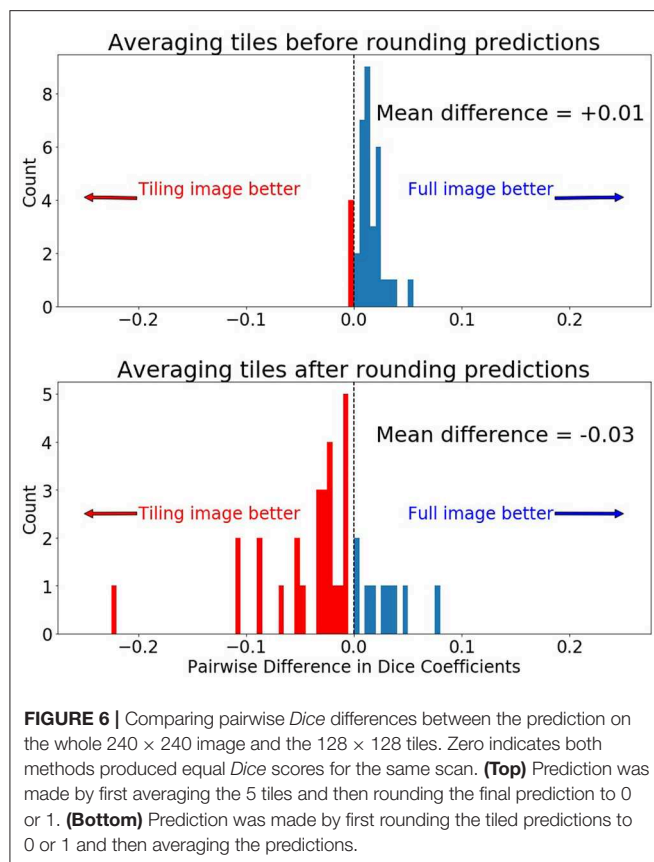 Averaging tiles before rounding predictions
8
6
4
2
0
Count
Mean difference = +0.01
Tiling image better
Full image better
−0.2
−0.1
0.0
0.1
0.2
Averaging tiles after rounding predictions
5
4
3
2
1
0
Count
Mean difference = -0.03
Tiling image better
Full image better
−0.2
−0.1
0.0
0.1
0.2
Pairwise Difference in Dice Coefficients
FIGURE 6 | Comparing pairwise Dice differences between the prediction on
the whole 240 × 240 image and the 128 × 128 tiles. Zero indicates both
methods produced equal Dice scores for the same scan. (Top) Prediction was
made by first averaging the 5 tiles and then rounding the final prediction to 0
or 1. (Bottom) Prediction was made by first rounding the tiled predictions to
0 or 1 and then averaging the predictions.